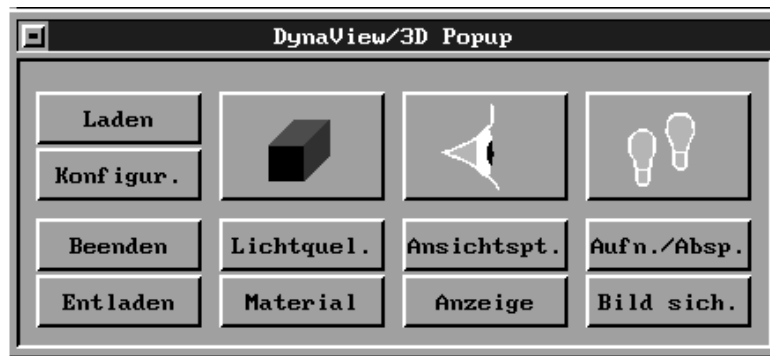 DynaView/3D Popup
Laden
Konfigur.
Beenden Lichtquel. Ansichtspt. Aufn./Absp.
Entladen Material Anzeige Bild sich.